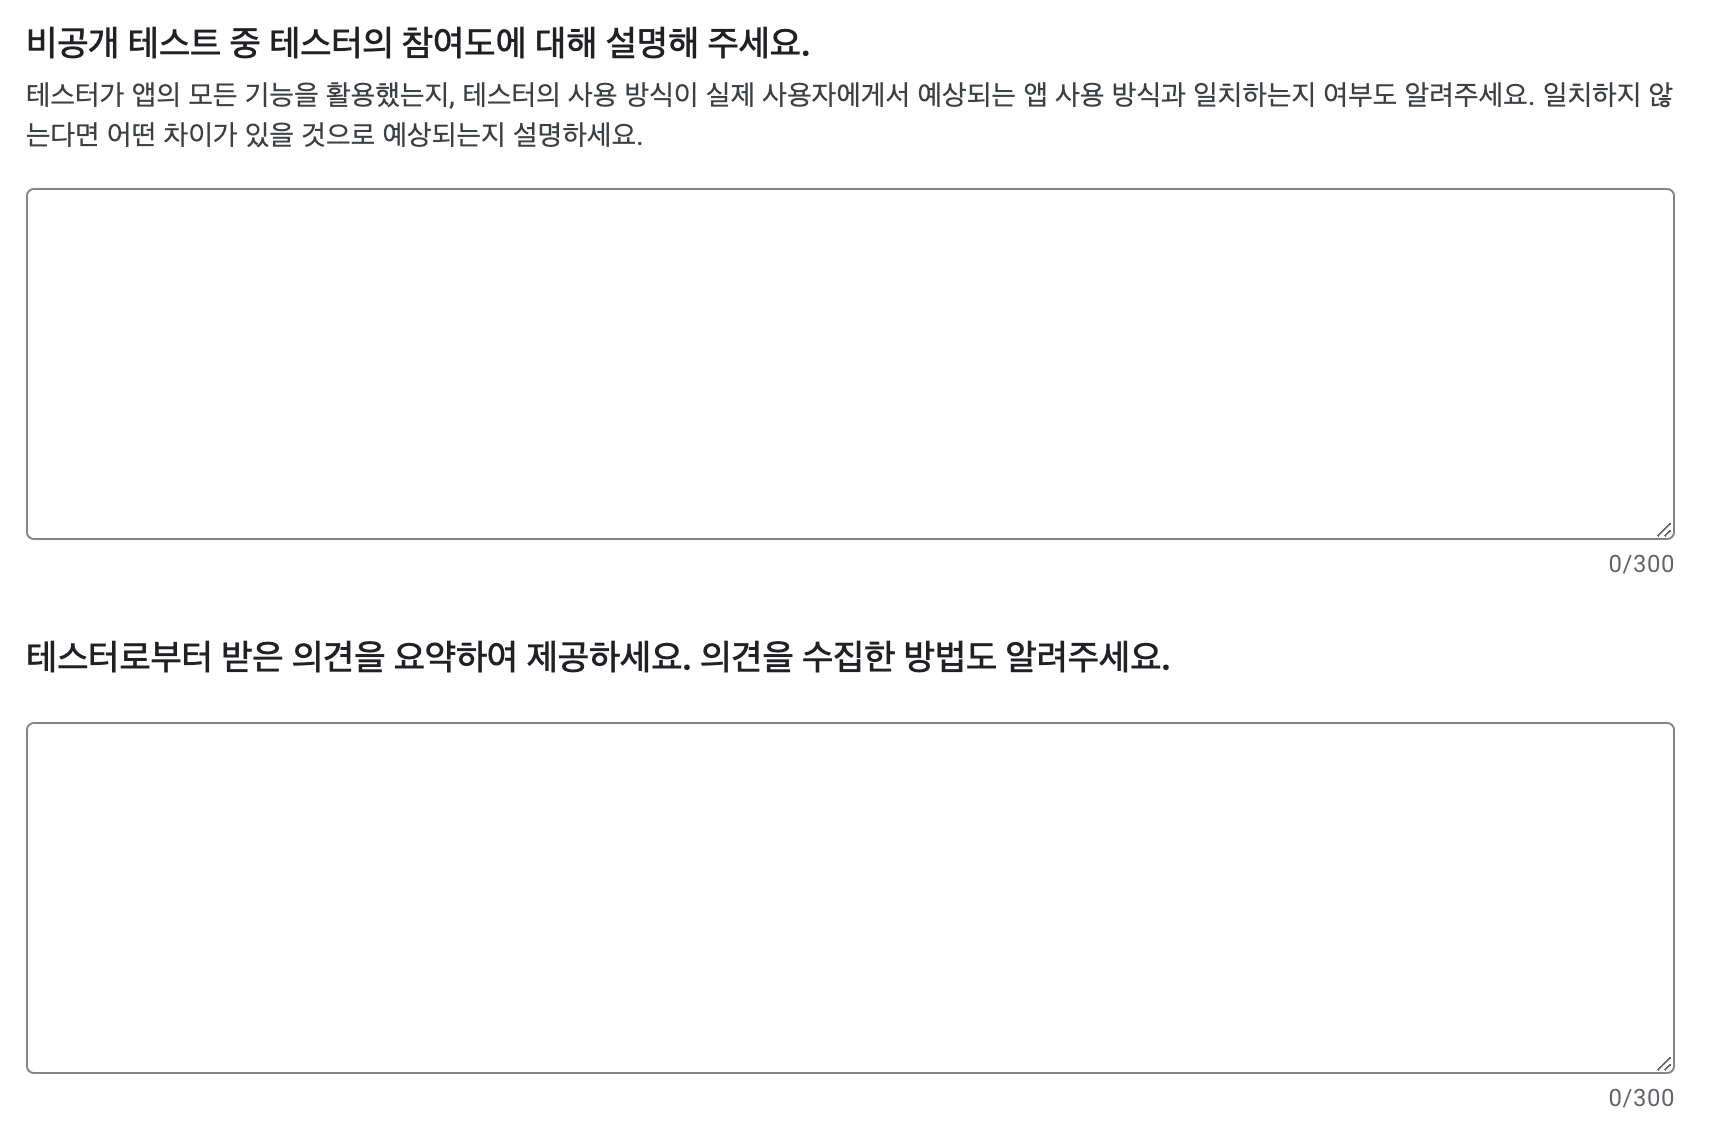 비공개 테스트 중 테스터의 참여도에 대해 설명해 주세요.
테스터가 앱의 모든 기능을 활용했는지, 테스터의 사용 방식이 실제 사용자에게서 예상되는 앱 사용 방식과 일치하는지 여부도 알려주세요. 일치하지 않
는다면 어떤 차이가 있을 것으로 예상되는지 설명하세요.
0/300
테스터로부터 받은 의견을 요약하여 제공하세요. 의견을 수집한 방법도 알려주세요.
0/300